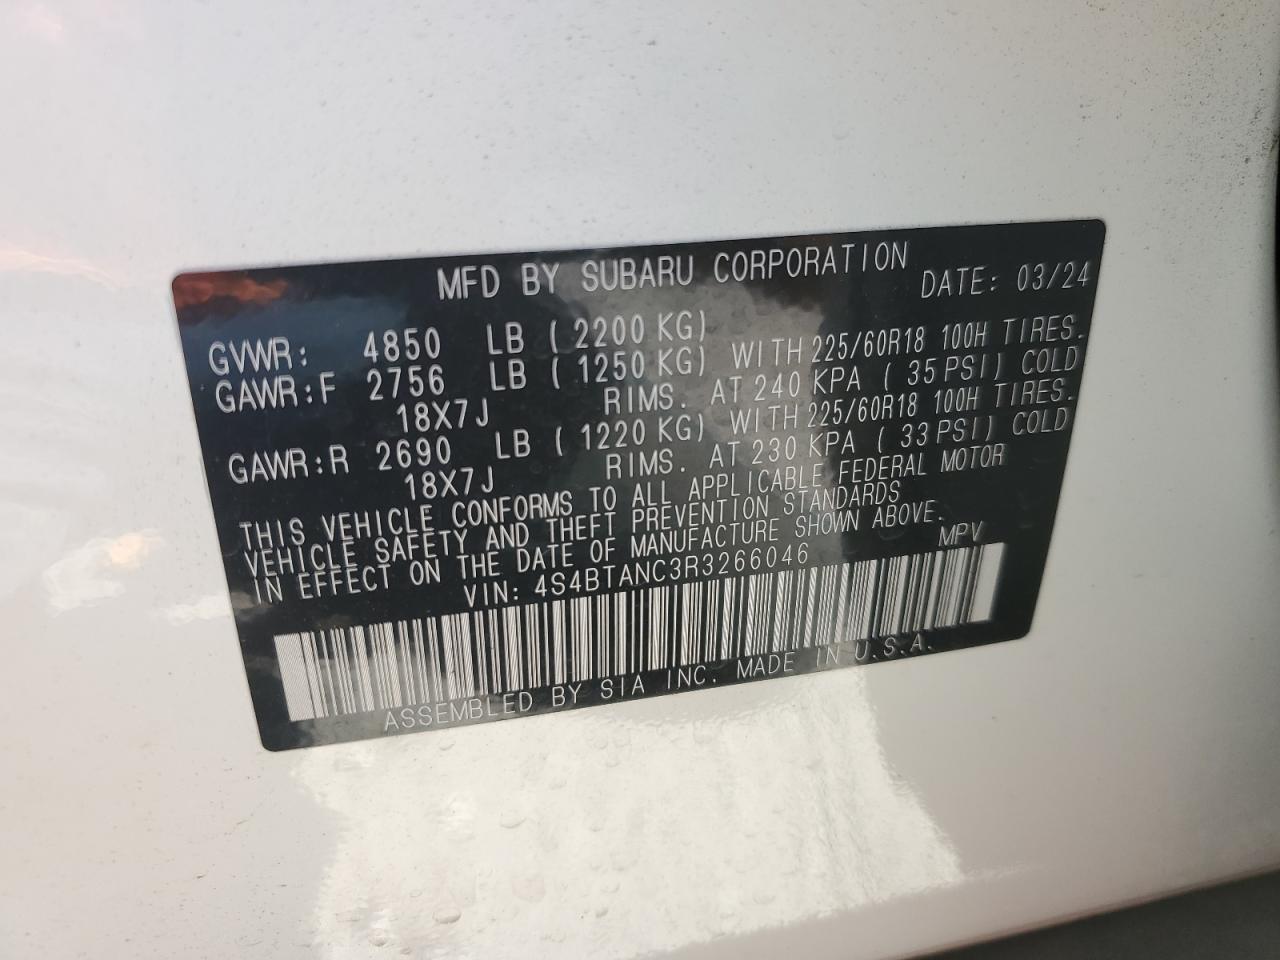 MFD BY SUBARU CORPORATION DATE: 03/24
GVWR: 4850 LB ( 2200 KG)
GAWR:F 2756 LB ( 1250 KG) WITH 225/60R18 100H TIRES.
18X7J RIMS. AT 240 KPA ( 35 PSI) COLD
GAWR:R 2690 LB ( 1220 KG) WITH 225/60R18 100H TIRES.
18X7J RIMS. AT 230 KPA ( 33 PSI) COLD
THIS VEHICLE CONFORMS TO ALL APPLICABLE FEDERAL MOTOR
VEHICLE SAFETY AND THEFT PREVENTION STANDARDS
IN EFFECT ON THE DATE OF MANUFACTURE SHOWN ABOVE.
VIN: 4S4BTANC3R3266046 MPV
ASSEMBLED BY SIA INC. MADE IN U.S.A.